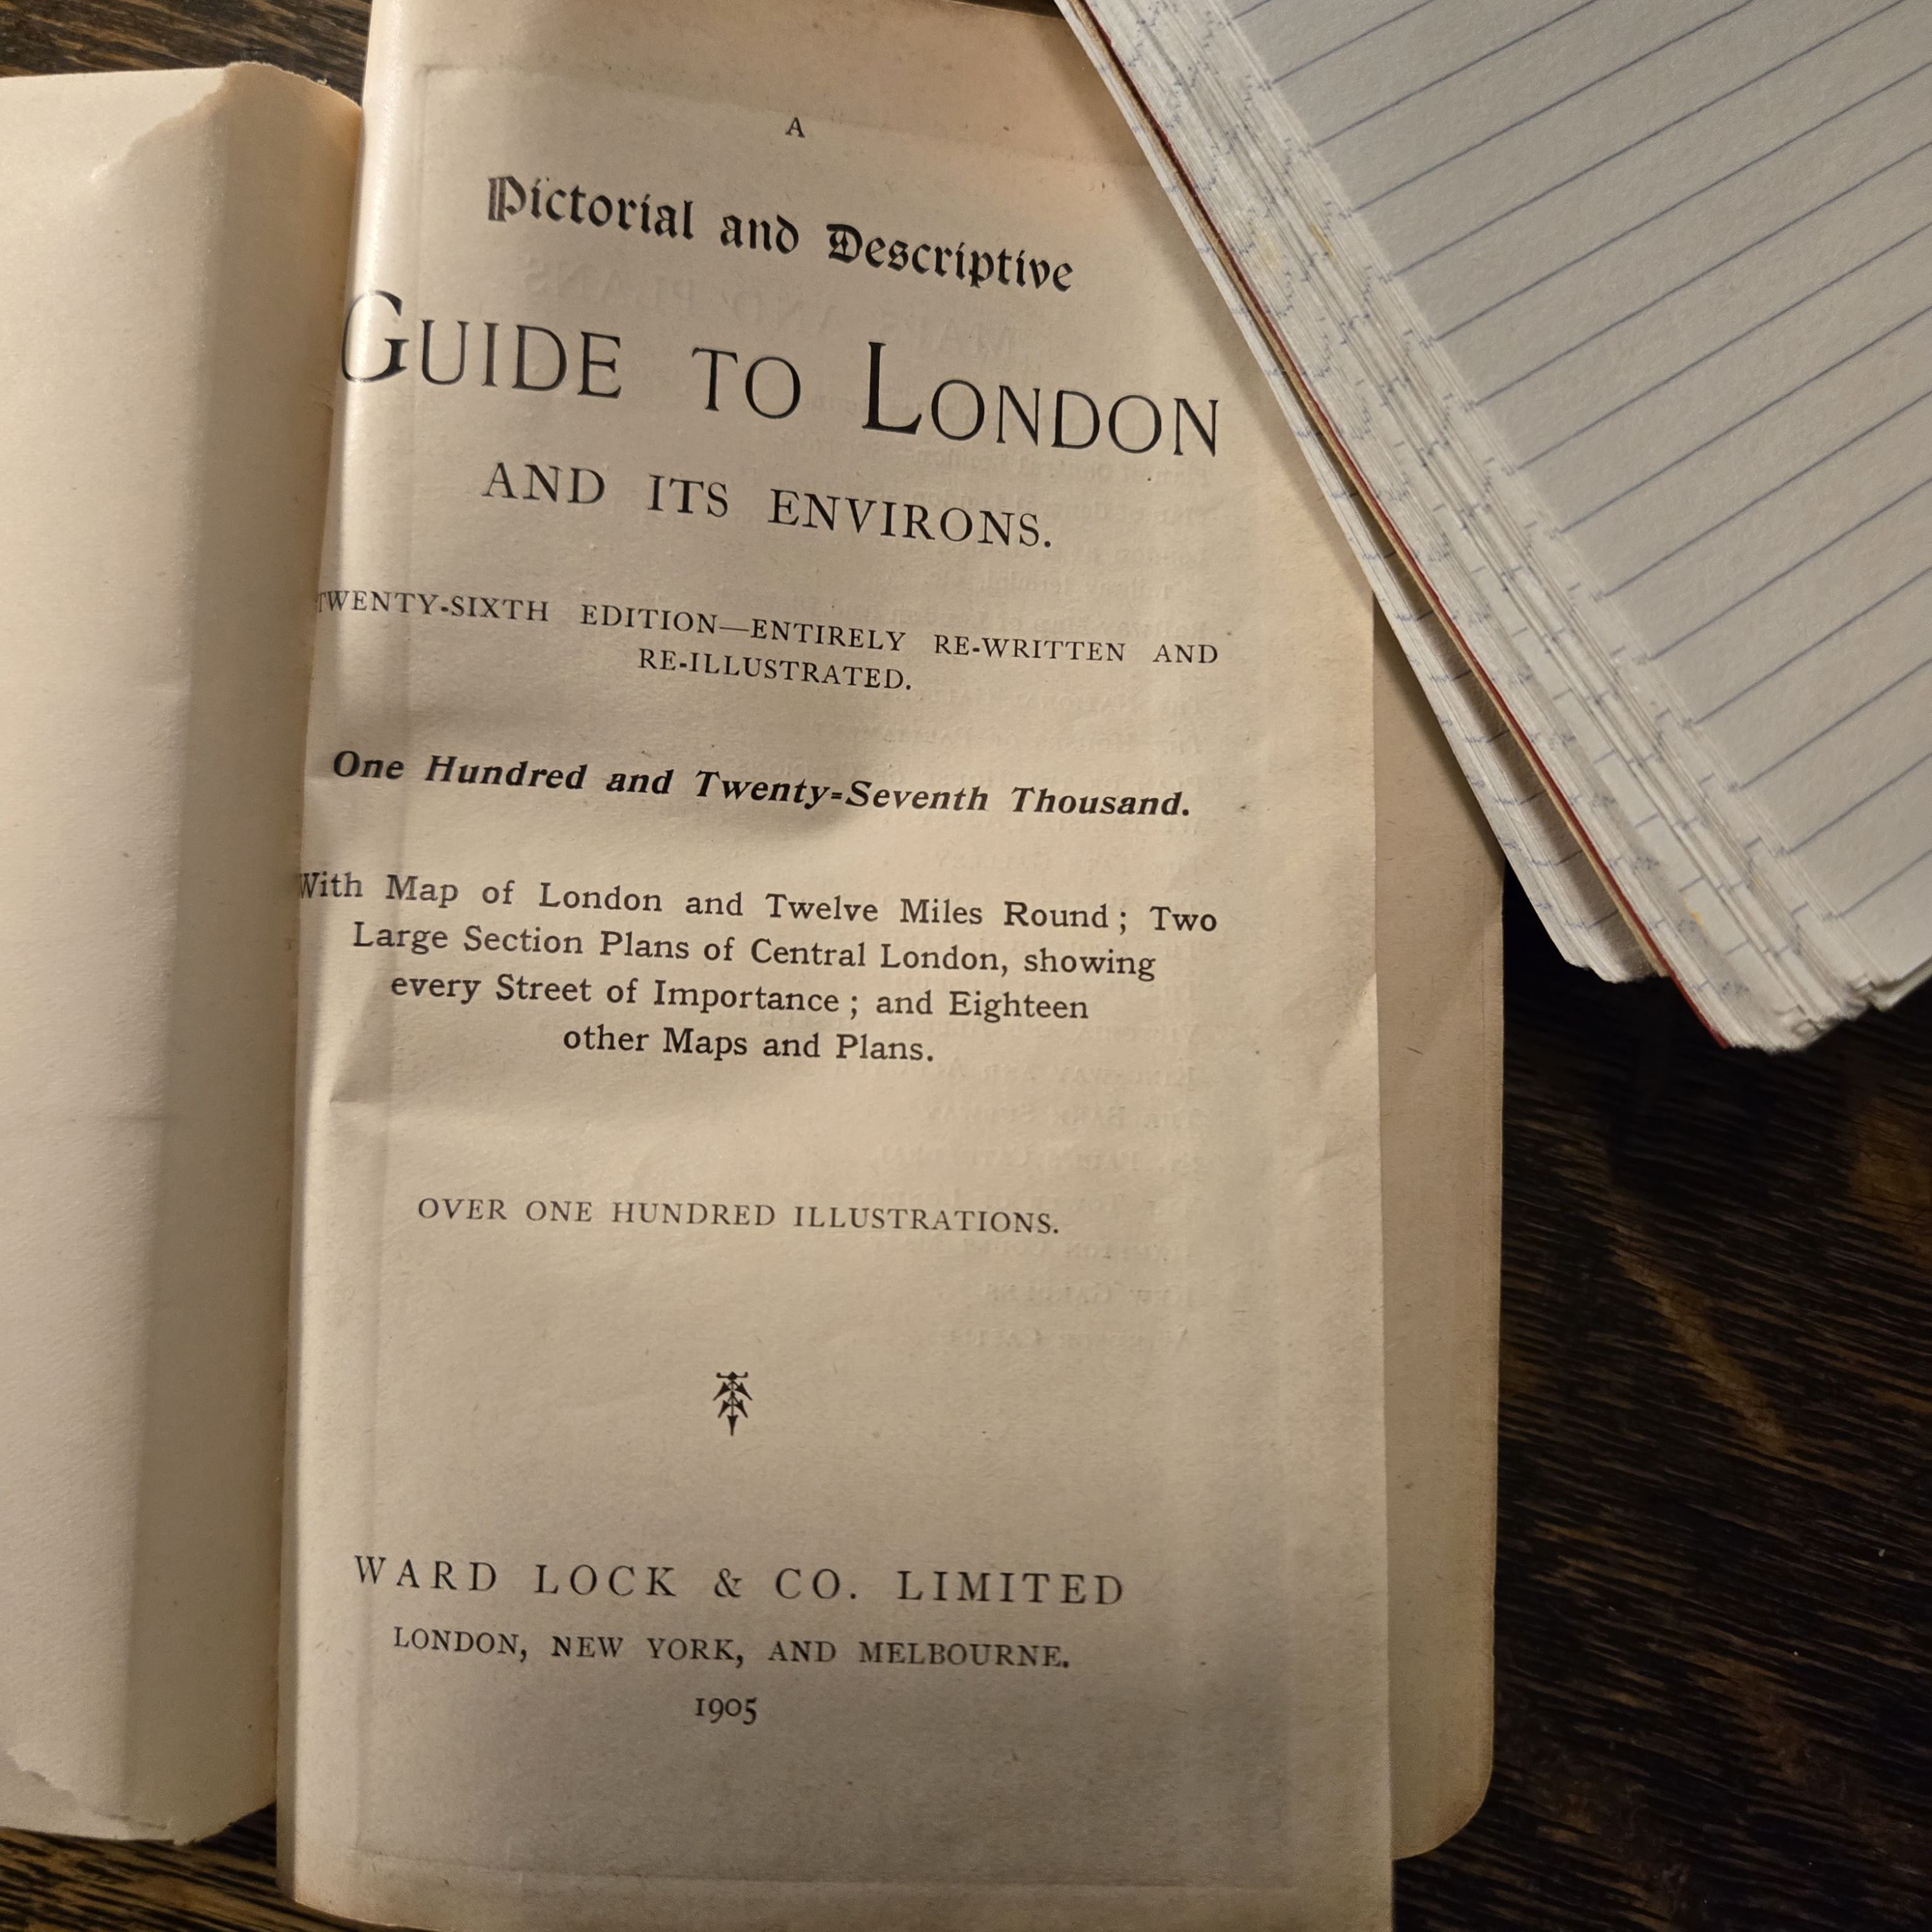 A
Pictorial and Descriptive
GUIDE TO LONDON
AND ITS ENVIRONS.
TWENTY-SIXTH EDITION—ENTIRELY RE-WRITTEN AND
RE-ILLUSTRATED.
One Hundred and Twenty-Seventh Thousand.
With Map of London and Twelve Miles Round; Two
Large Section Plans of Central London, showing
every Street of Importance; and Eighteen
other Maps and Plans.
OVER ONE HUNDRED ILLUSTRATIONS.
WARD LOCK & CO. LIMITED
LONDON, NEW YORK, AND MELBOURNE.
1905